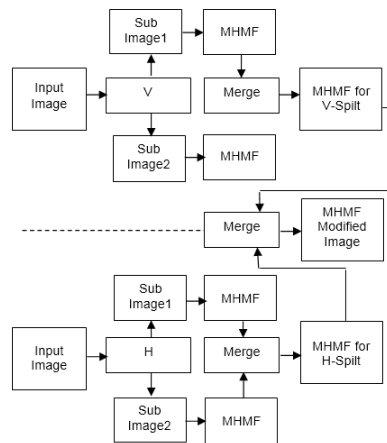 Sub
Image1
MHMF
Input
Image
V
Merge
MHMF for
V-Spilt
Sub
Image2
MHMF
Merge
MHMF
Modified
Image
Sub
Image1
MHMF
Input
Image
H
Merge
MHMF for
H-Spilt
Sub
Image2
MHMF